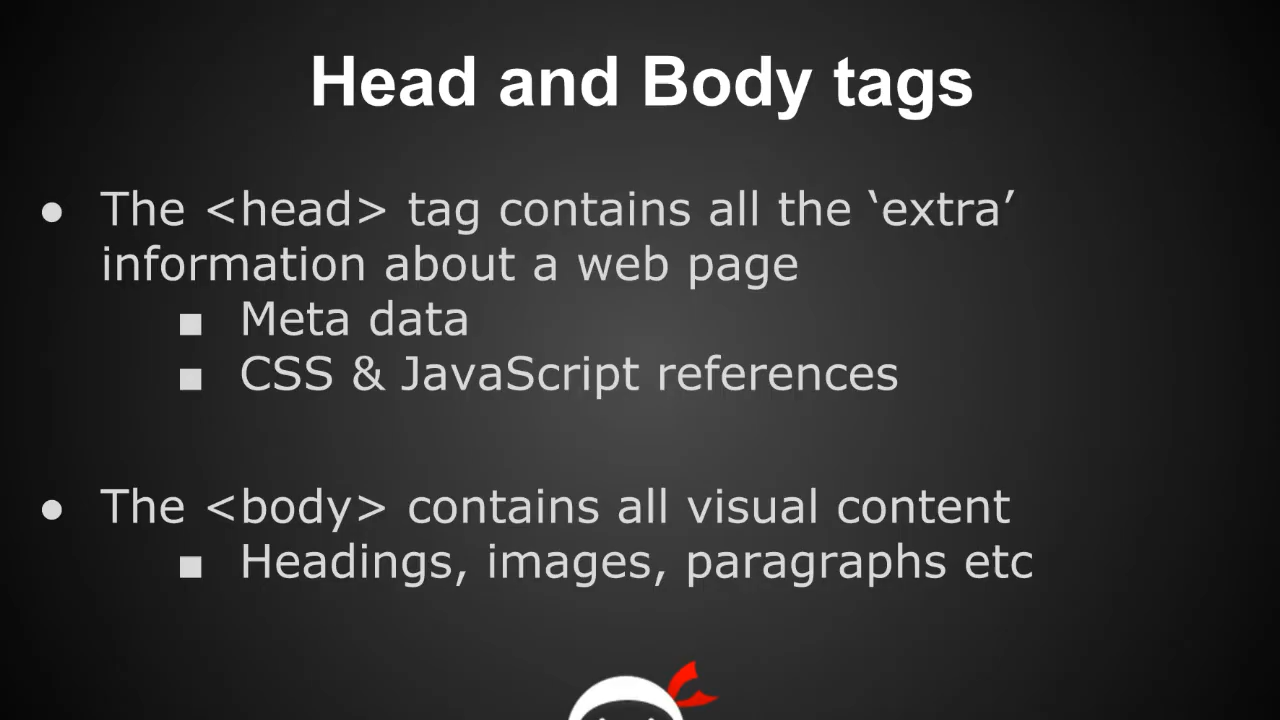 Head and Body tags
● The <head> tag contains all the ‘extra’
information about a web page
■ Meta data
■ CSS & JavaScript references
● The <body> contains all visual content
■ Headings, images, paragraphs etc